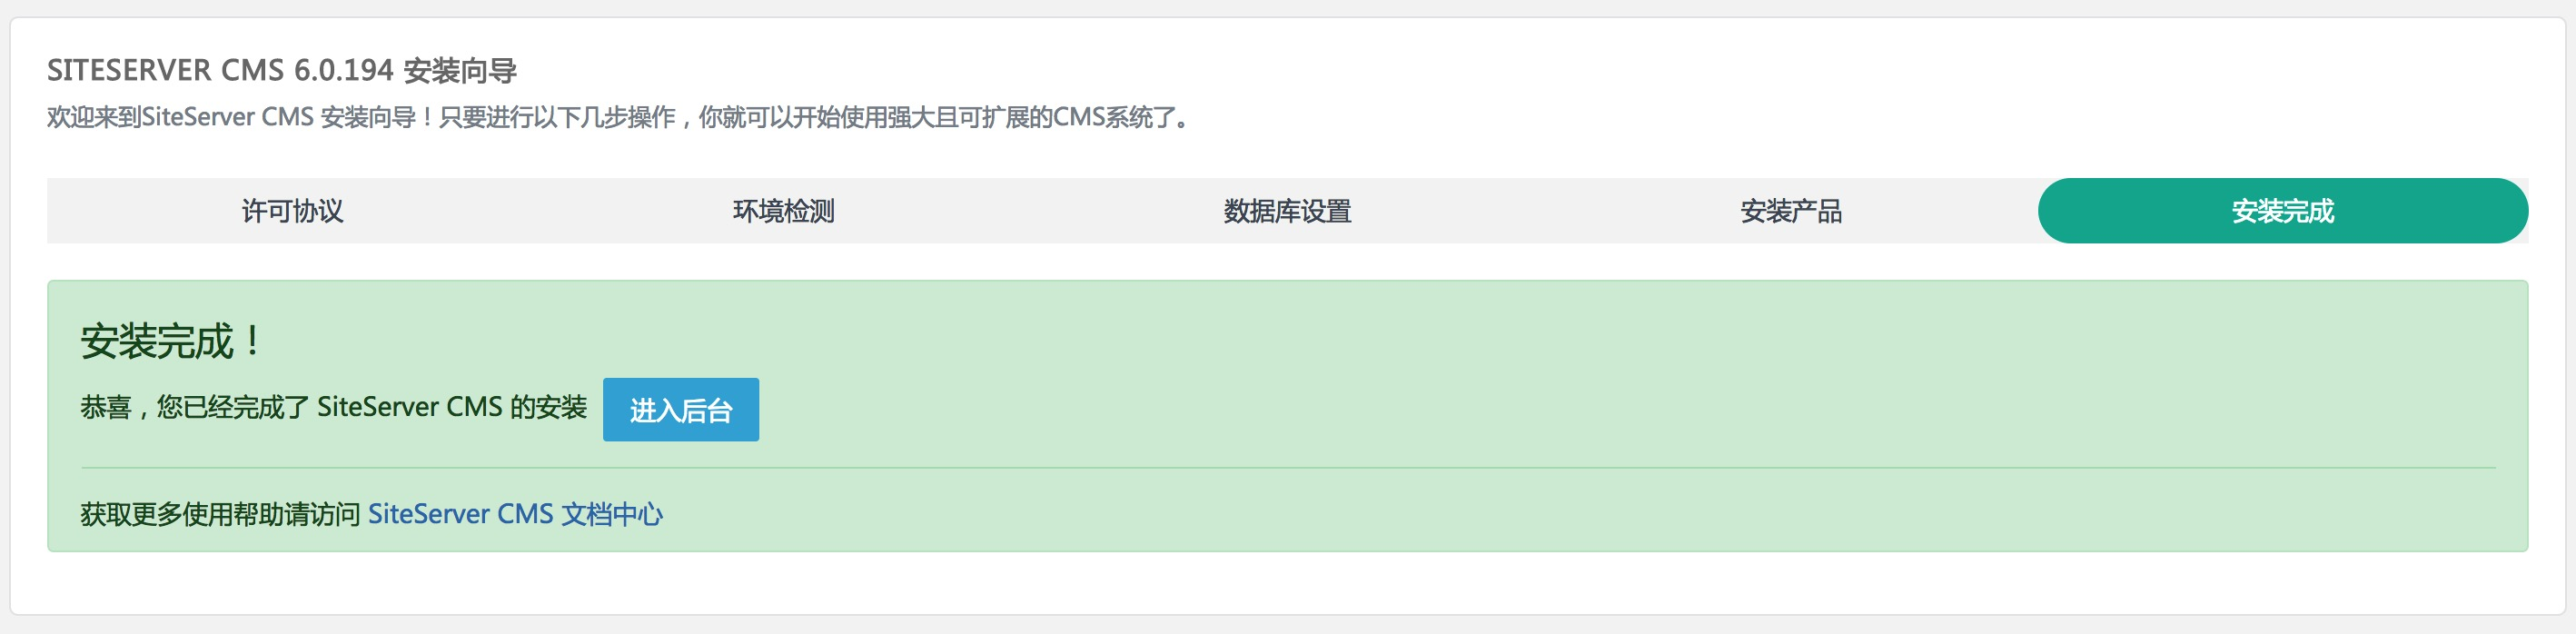 SITESERVER CMS 6.0.194 安装向导
欢迎来到SiteServer CMS 安装向导！只要进行以下几步操作，你就可以开始使用强大且可扩展的CMS系统了。
许可协议 环境检测 数据库设置 安装产品 安装完成
安装完成！
恭喜，您已经完成了 SiteServer CMS 的安装 进入后台
获取更多使用帮助请访问 SiteServer CMS 文档中心